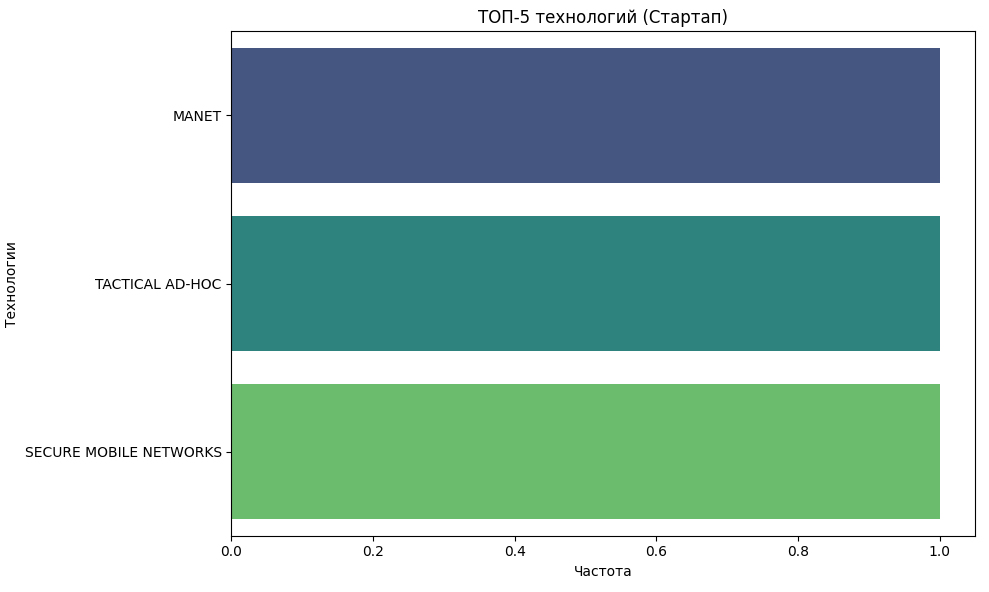 ТОП-5 технологий (Стартап)
Технологии
MANET
TACTICAL AD-HOC
SECURE MOBILE NETWORKS
0.0 0.2 0.4 0.6 0.8 1.0
Частота